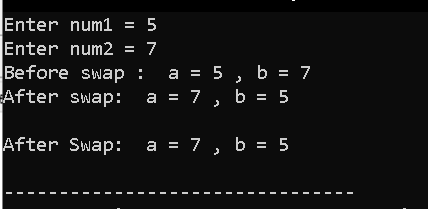 Enter num1 = 5
Enter num2 = 7
Before swap :  a = 5 , b = 7
After swap:  a = 7 , b = 5
After Swap:  a = 7 , b = 5
--------------------------------